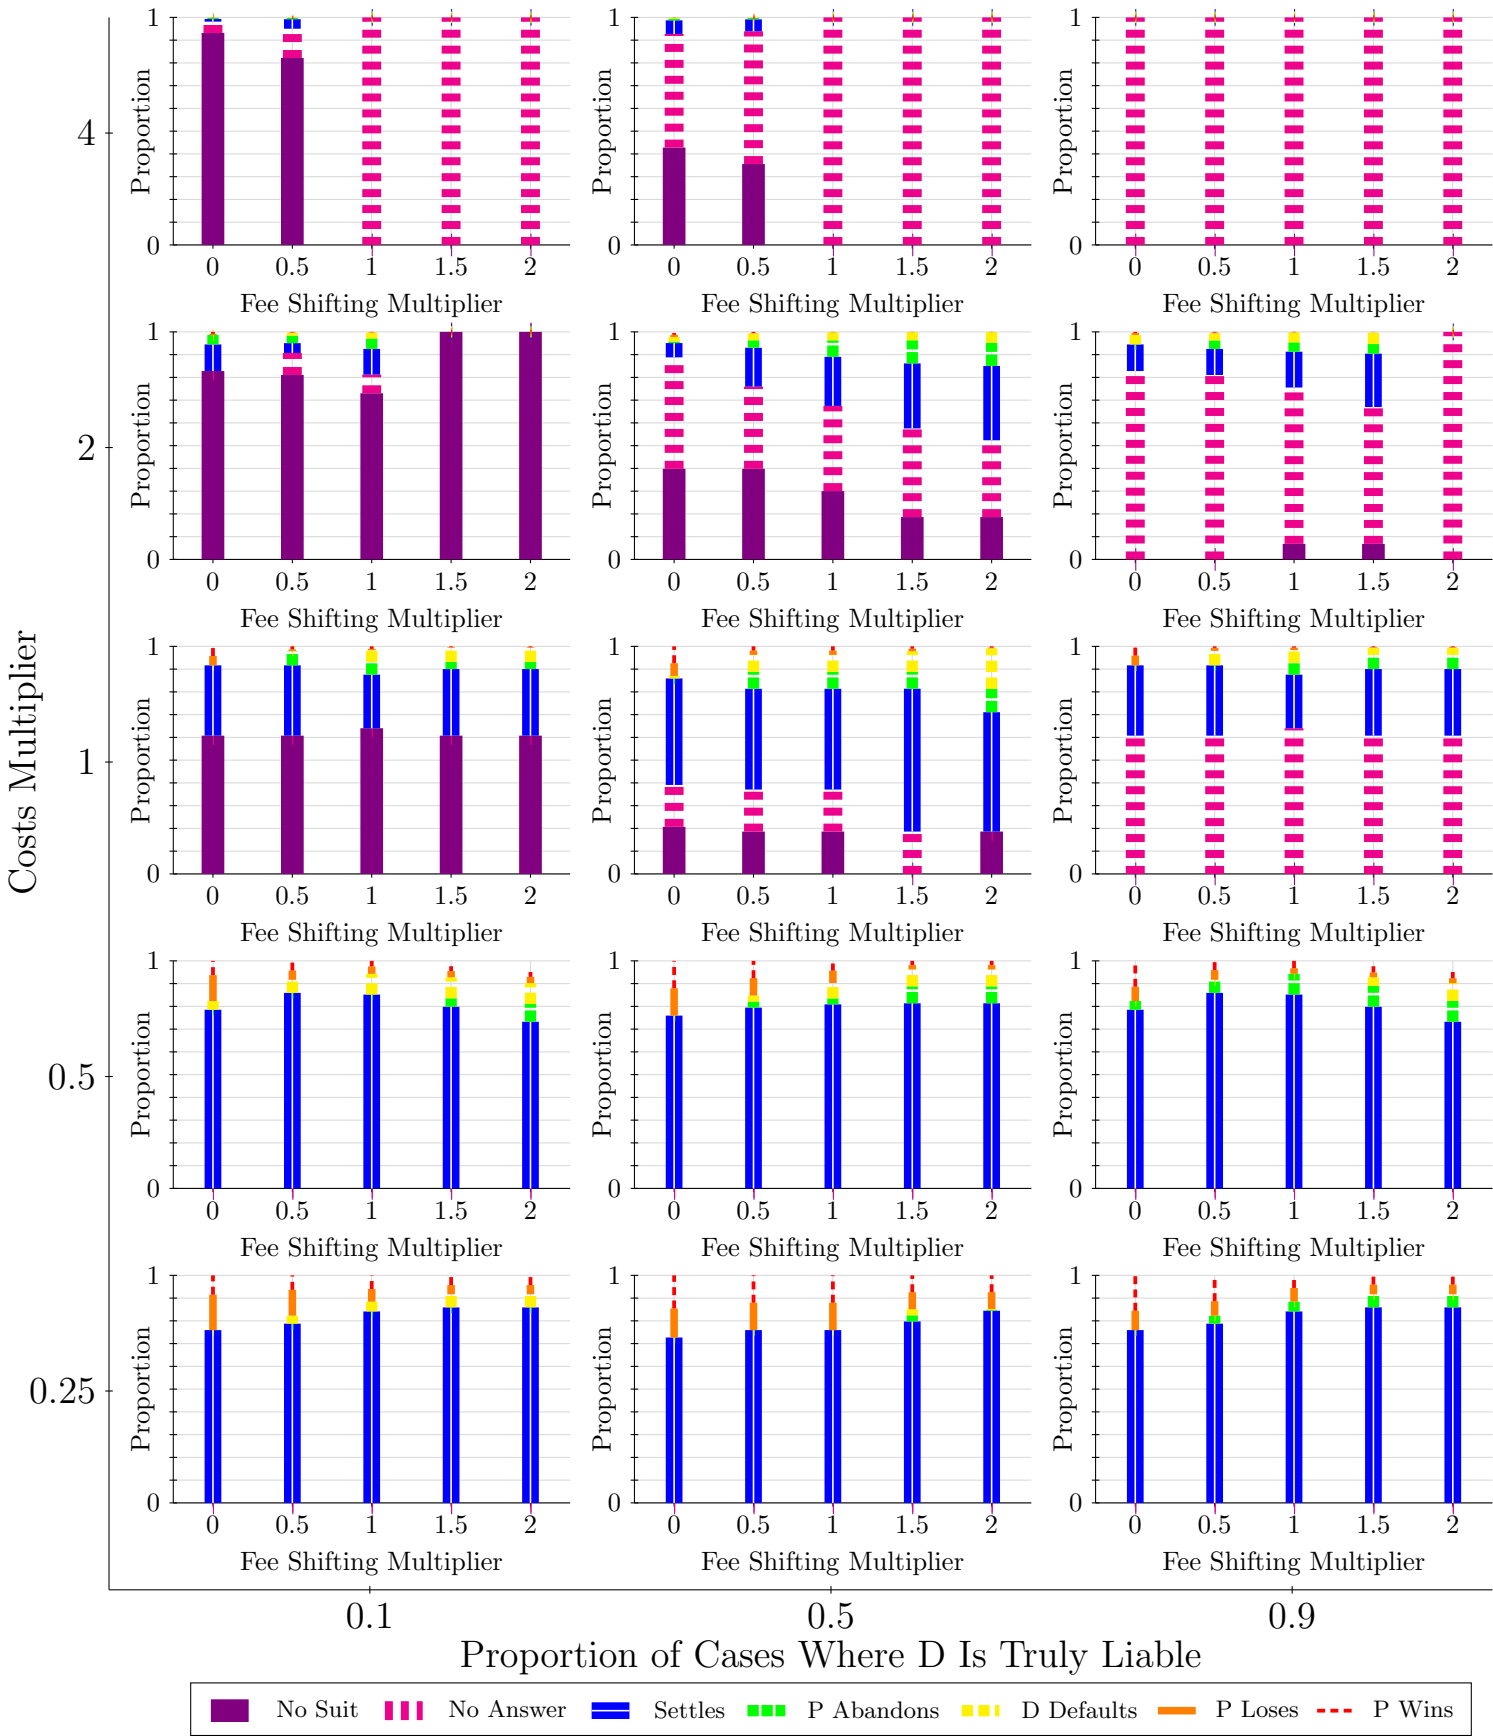 1
Proportion
0
0 0.5 1 1.5 2
Fee Shifting Multiplier
1
Proportion
0
0 0.5 1 1.5 2
Fee Shifting Multiplier
1
Proportion
0
0 0.5 1 1.5 2
Fee Shifting Multiplier
4
1
Proportion
0
0 0.5 1 1.5 2
Fee Shifting Multiplier
1
Proportion
0
0 0.5 1 1.5 2
Fee Shifting Multiplier
1
Proportion
0
0 0.5 1 1.5 2
Fee Shifting Multiplier
2
1
Proportion
0
0 0.5 1 1.5 2
Fee Shifting Multiplier
1
Proportion
0
0 0.5 1 1.5 2
Fee Shifting Multiplier
1
Proportion
0
0 0.5 1 1.5 2
Fee Shifting Multiplier
1
Costs Multiplier
1
Proportion
0
0 0.5 1 1.5 2
Fee Shifting Multiplier
1
Proportion
0
0 0.5 1 1.5 2
Fee Shifting Multiplier
1
Proportion
0
0 0.5 1 1.5 2
Fee Shifting Multiplier
0.5
1
Proportion
0
0 0.5 1 1.5 2
Fee Shifting Multiplier
1
Proportion
0
0 0.5 1 1.5 2
Fee Shifting Multiplier
1
Proportion
0
0 0.5 1 1.5 2
Fee Shifting Multiplier
0.25
0.1 0.5 0.9
Proportion of Cases Where D Is Truly Liable
No Suit No Answer Settles P Abandons D Defaults P Loses P Wins